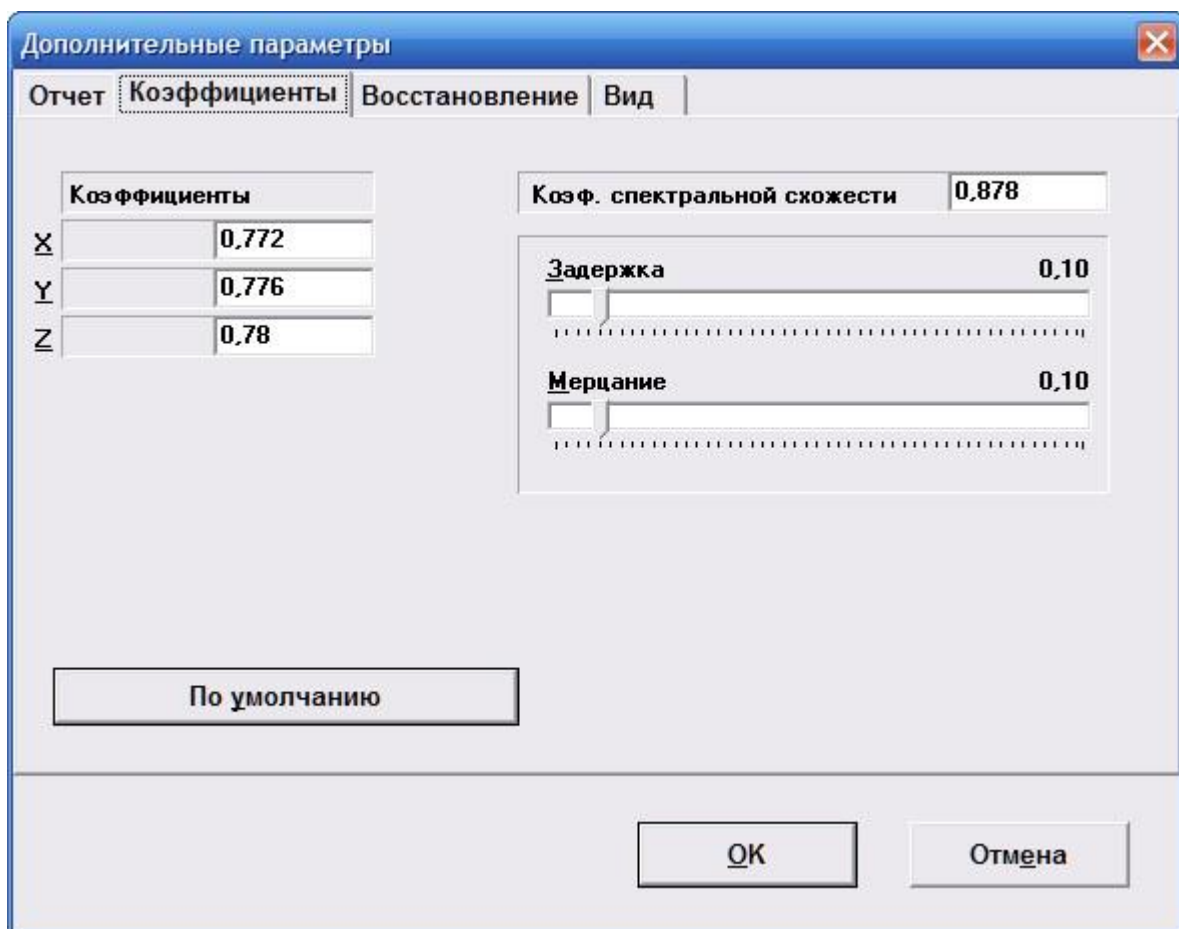 Дополнительные параметры
Отчет Коэффициенты Восстановление Вид
Коэффициенты
X 0,772
Y 0,776
Z 0,78
Коэф. спектральной схожести 0,878
Задержка 0,10
Мерцание 0,10
По умолчанию
OK Отмена